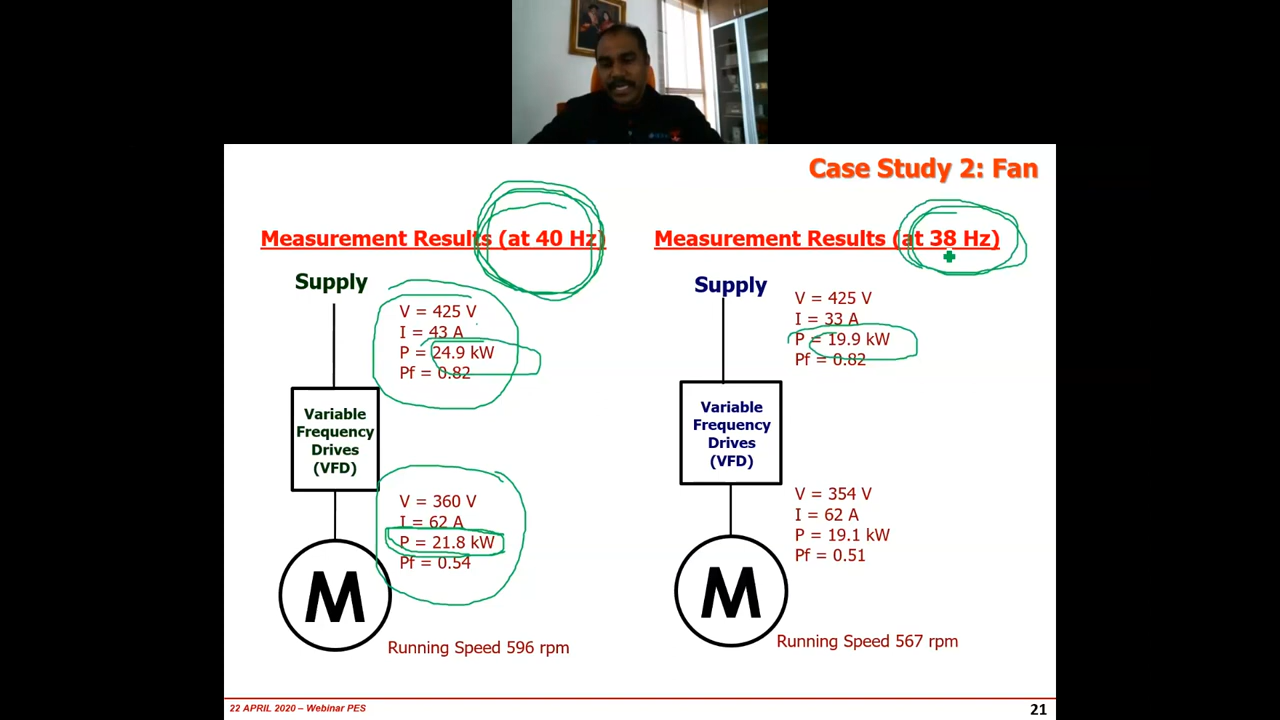 Case Study 2: Fan
Measurement Results (at 40 Hz)
Supply
V = 425 V
I = 43 A
P = 24.9 kW
Pf = 0.82
Variable
Frequency
Drives
(VFD)
V = 360 V
I = 62 A
P = 21.8 kW
Pf = 0.54
M
Running Speed 596 rpm
Measurement Results (at 38 Hz)
Supply
V = 425 V
I = 33 A
P = 19.9 kW
Pf = 0.82
Variable
Frequency
Drives
(VFD)
V = 354 V
I = 62 A
P = 19.1 kW
Pf = 0.51
M
Running Speed 567 rpm
22 APRIL 2020 – Webinar PES
21